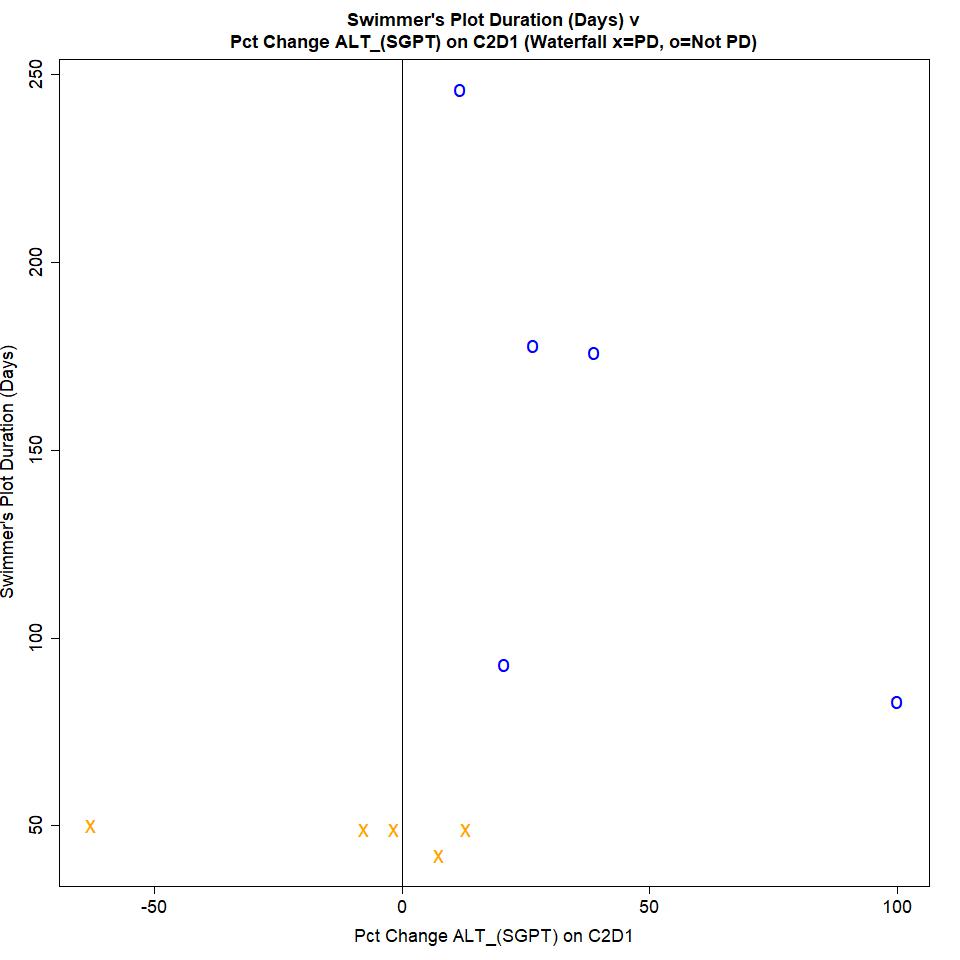 Swimmer's Plot Duration (Days) v
Pct Change ALT_(SGPT) on C2D1 (Waterfall x=PD, o=Not PD)
Swimmer's Plot Duration (Days)
250
200
150
100
50
o
o
o
o
o
x
x
x
x
x
-50
0
50
100
Pct Change ALT_(SGPT) on C2D1